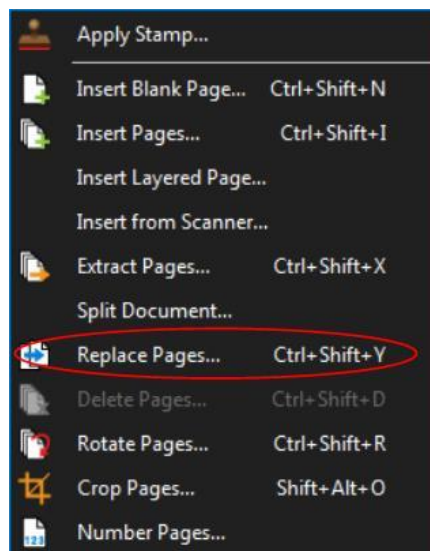 Apply Stamp...
Insert Blank Page... Ctrl+Shift+N
Insert Pages... Ctrl+Shift+I
Insert Layered Page...
Insert from Scanner...
Extract Pages... Ctrl+Shift+X
Split Document...
Replace Pages... Ctrl+Shift+Y
Delete Pages... Ctrl+Shift+D
Rotate Pages... Ctrl+Shift+R
Crop Pages... Shift+Alt+O
123 Number Pages...